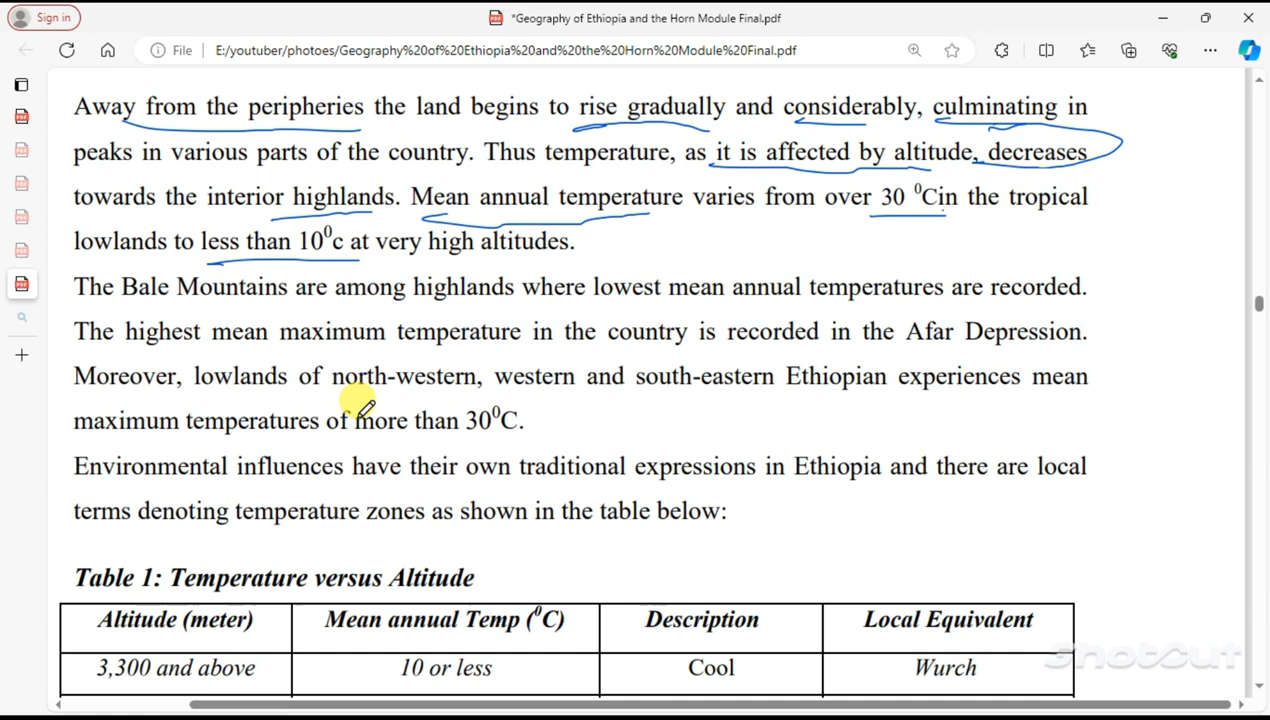 Sign in
*Geography of Ethiopia and the Horn Module Final.pdf
File
E:/youtuber/photoes/Geography%20of%20Ethiopia%20and%20the%20Horn%20Module%20Final.pdf
Away from the peripheries the land begins to rise gradually and considerably, culminating in
peaks in various parts of the country. Thus temperature, as it is affected by altitude, decreases
towards the interior highlands. Mean annual temperature varies from over 30 ⁰Cin the tropical
lowlands to less than 10⁰c at very high altitudes.
The Bale Mountains are among highlands where lowest mean annual temperatures are recorded.
The highest mean maximum temperature in the country is recorded in the Afar Depression.
Moreover, lowlands of north-western, western and south-eastern Ethiopian experiences mean
maximum temperatures of more than 30⁰C.
Environmental influences have their own traditional expressions in Ethiopia and there are local
terms denoting temperature zones as shown in the table below:
Table 1: Temperature versus Altitude
Altitude (meter) Mean annual Temp (⁰C) Description Local Equivalent
3,300 and above 10 or less Cool Wurch
shotcut